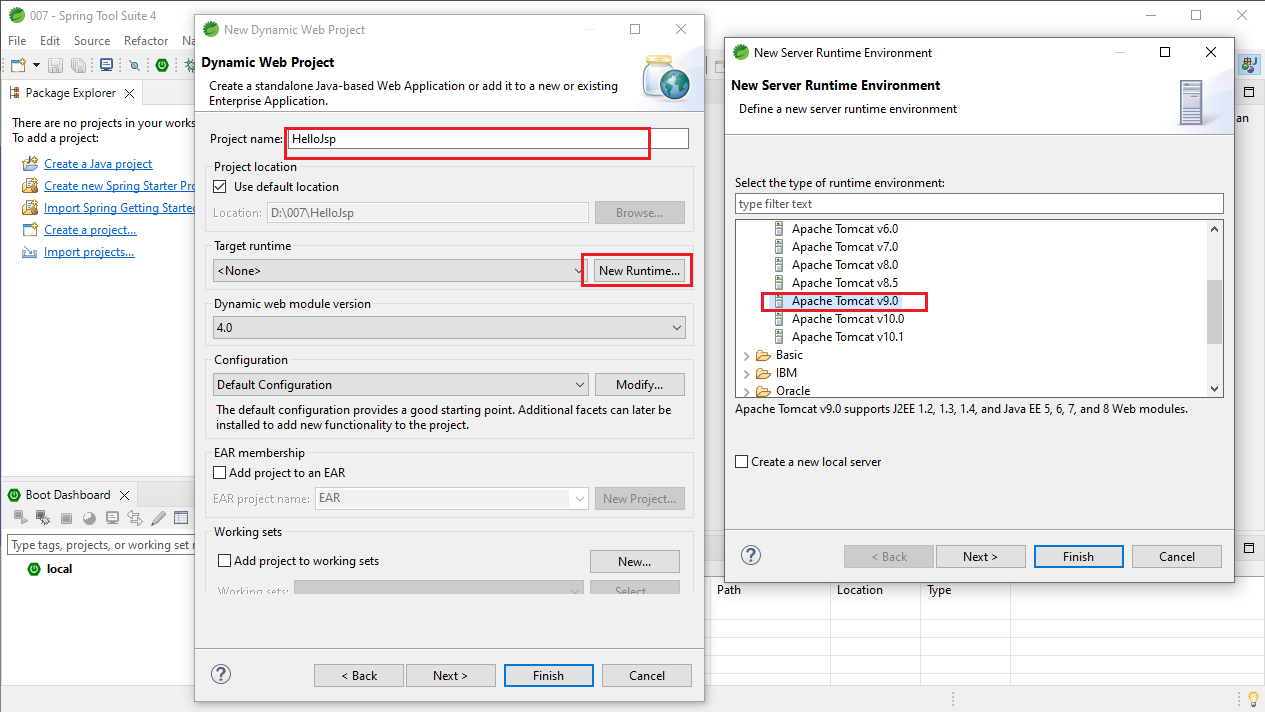 007 - Spring Tool Suite 4
File Edit Source Refactor Na
Package Explorer
There are no projects in your works
To add a project:
Create a Java project
Create new Spring Starter Pro
Import Spring Getting Started
Create a project...
Import projects...
Boot Dashboard
Type tags, projects, or working set n
local
New Dynamic Web Project
Dynamic Web Project
Create a standalone Java-based Web Application or add it to a new or existing
Enterprise Application.
Project name: HelloJsp
Project location
Use default location
Location: D:\007\HelloJsp Browse...
Target runtime
<None> New Runtime...
Dynamic web module version
4.0
Configuration
Default Configuration Modify...
The default configuration provides a good starting point. Additional facets can later be
installed to add new functionality to the project.
EAR membership
Add project to an EAR
EAR project name: EAR New Project...
Working sets
Add project to working sets New...
Working sets: Select...
? < Back Next > Finish Cancel
New Server Runtime Environment
New Server Runtime Environment
Define a new server runtime environment
Select the type of runtime environment:
type filter text
Apache Tomcat v6.0
Apache Tomcat v7.0
Apache Tomcat v8.0
Apache Tomcat v8.5
Apache Tomcat v9.0
Apache Tomcat v10.0
Apache Tomcat v10.1
Basic
IBM
Oracle
Apache Tomcat v9.0 supports J2EE 1.2, 1.3, 1.4, and Java EE 5, 6, 7, and 8 Web modules.
Create a new local server
? < Back Next > Finish Cancel
an
Path Location Type